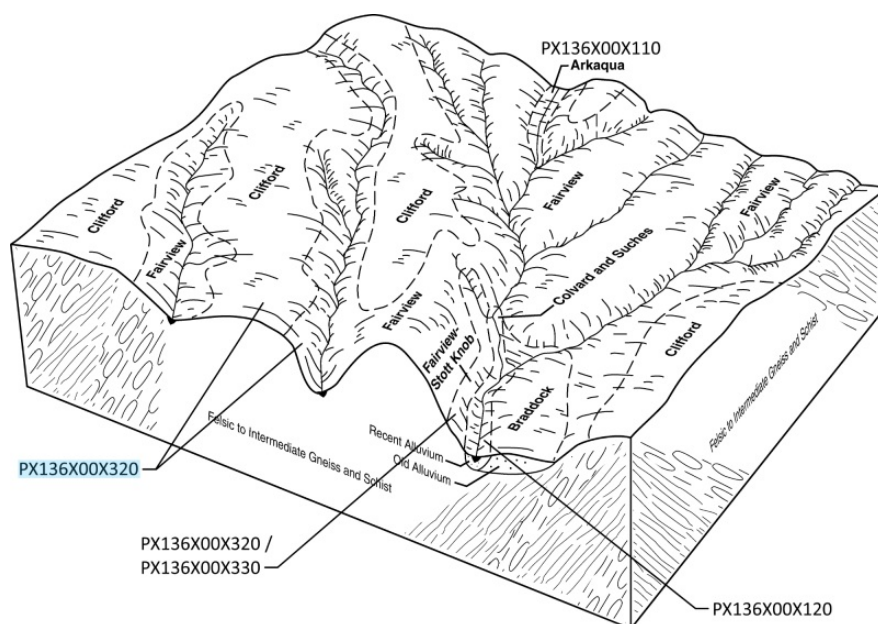 PX136X00X110
Arkaqua
Clifford
Fairview
Clifford
Clifford
Fairview
Fairview
Colvard and Suches
Fairview
Fairview-
Stott Knob
Clifford
Braddock
Felsic to Intermediate Gneiss and Schist
Recent Alluvium
Old Alluvium
Felsic to Intermediate Gneiss and Schist
PX136X00X320
PX136X00X320 /
PX136X00X330
PX136X00X120